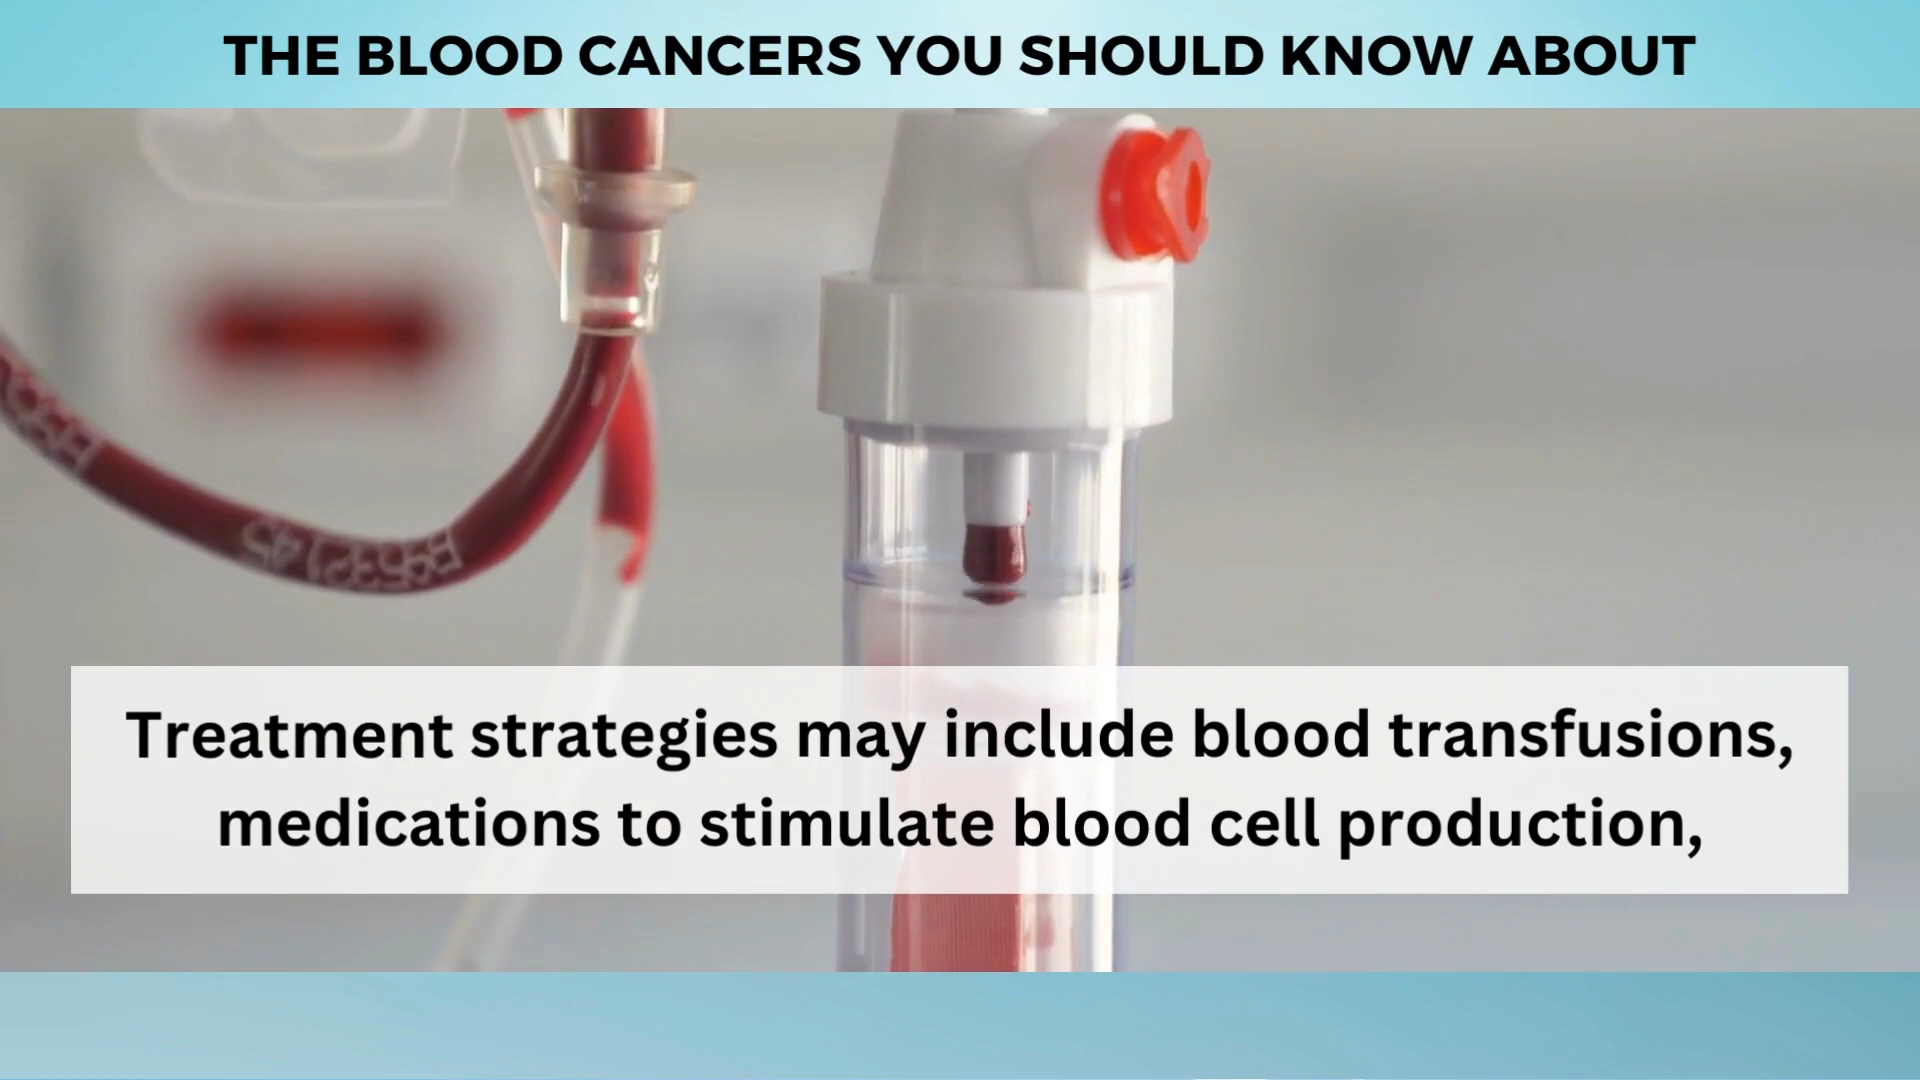 THE BLOOD CANCERS YOU SHOULD KNOW ABOUT
Treatment strategies may include blood transfusions,
medications to stimulate blood cell production,